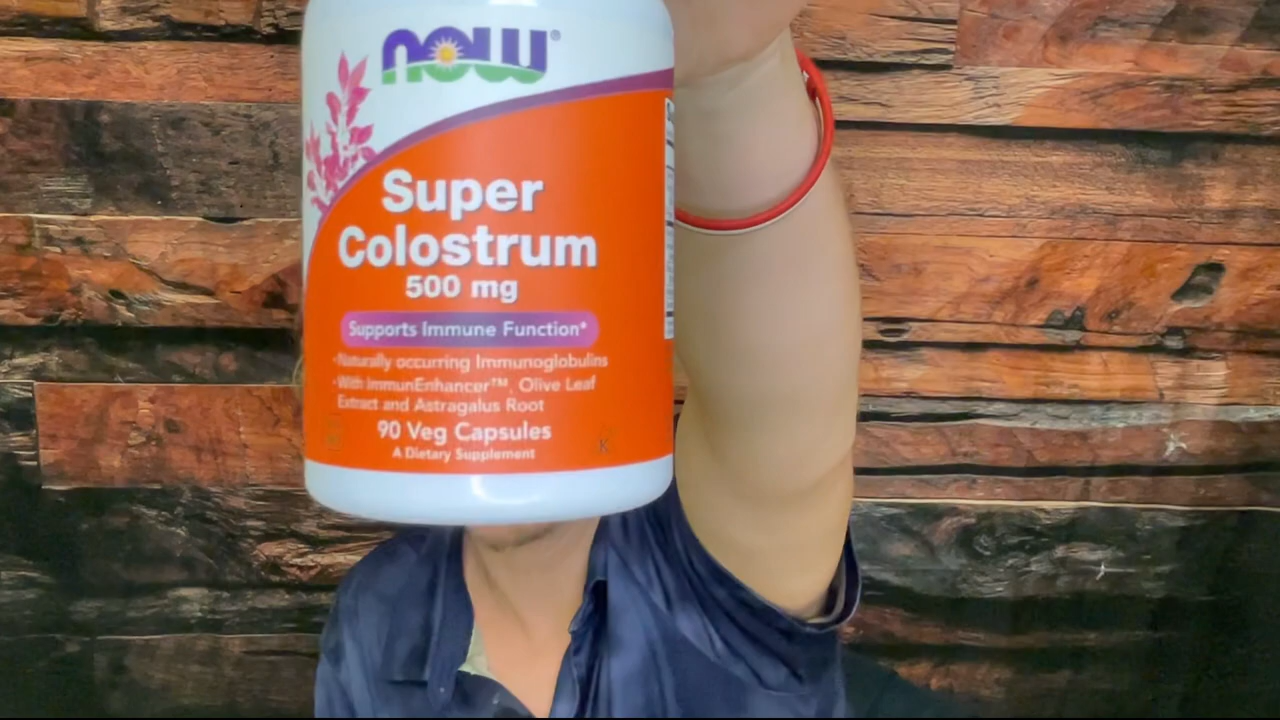 NOW®
Super
Colostrum
500 mg
Supports Immune Function*
•Naturally occurring Immunoglobulins
•With ImmunEnhancer™, Olive Leaf
Extract and Astragalus Root
90 Veg Capsules
A Dietary Supplement
K